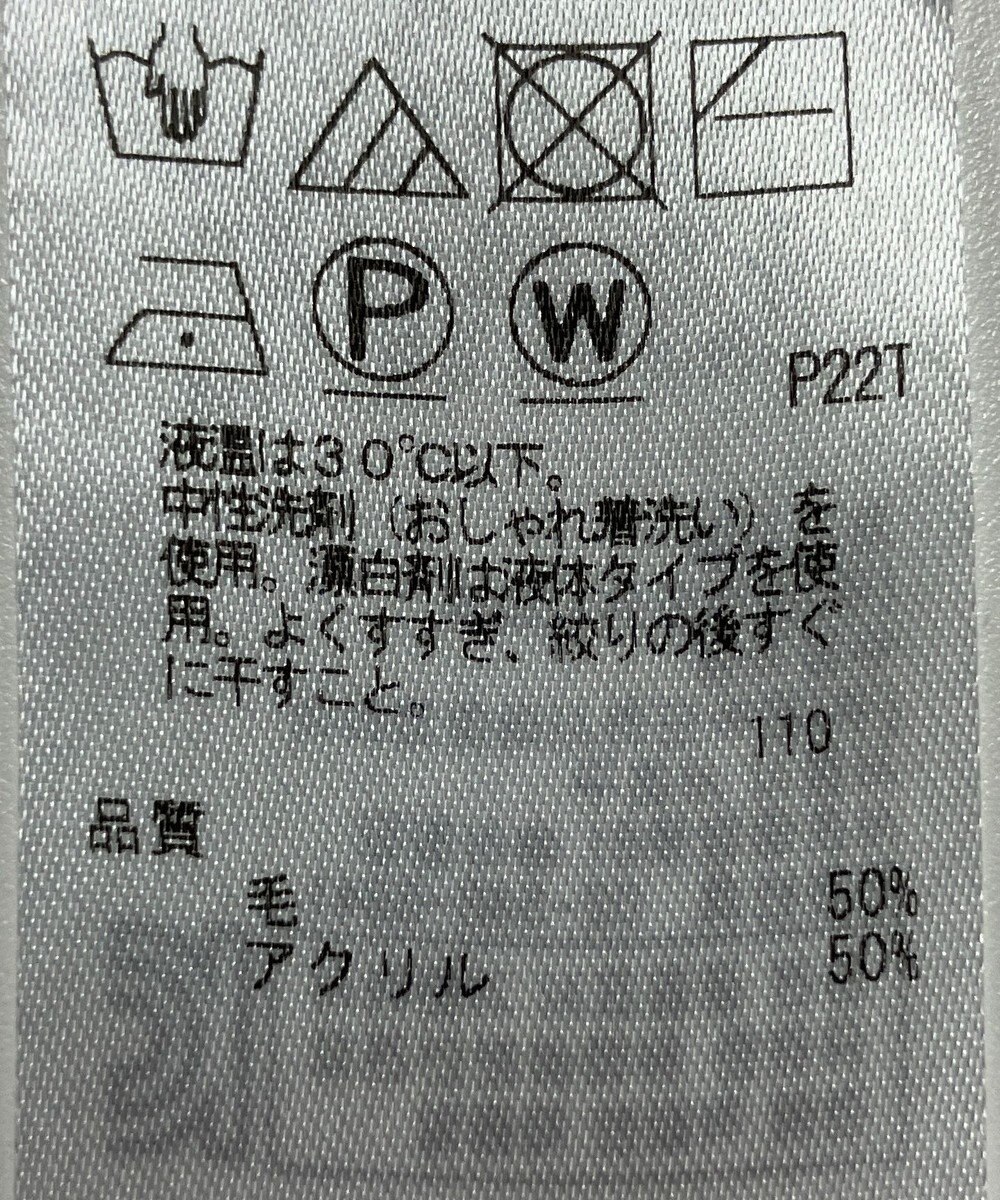 P
W
P22T
液温は30℃以下。
中性洗剤(おしゃれ着洗い)を
使用。漂白剤は液体タイプを使
用。よくすすぎ、絞りの後すぐ
に干すこと。
110
品質
毛 50%
アクリル 50%